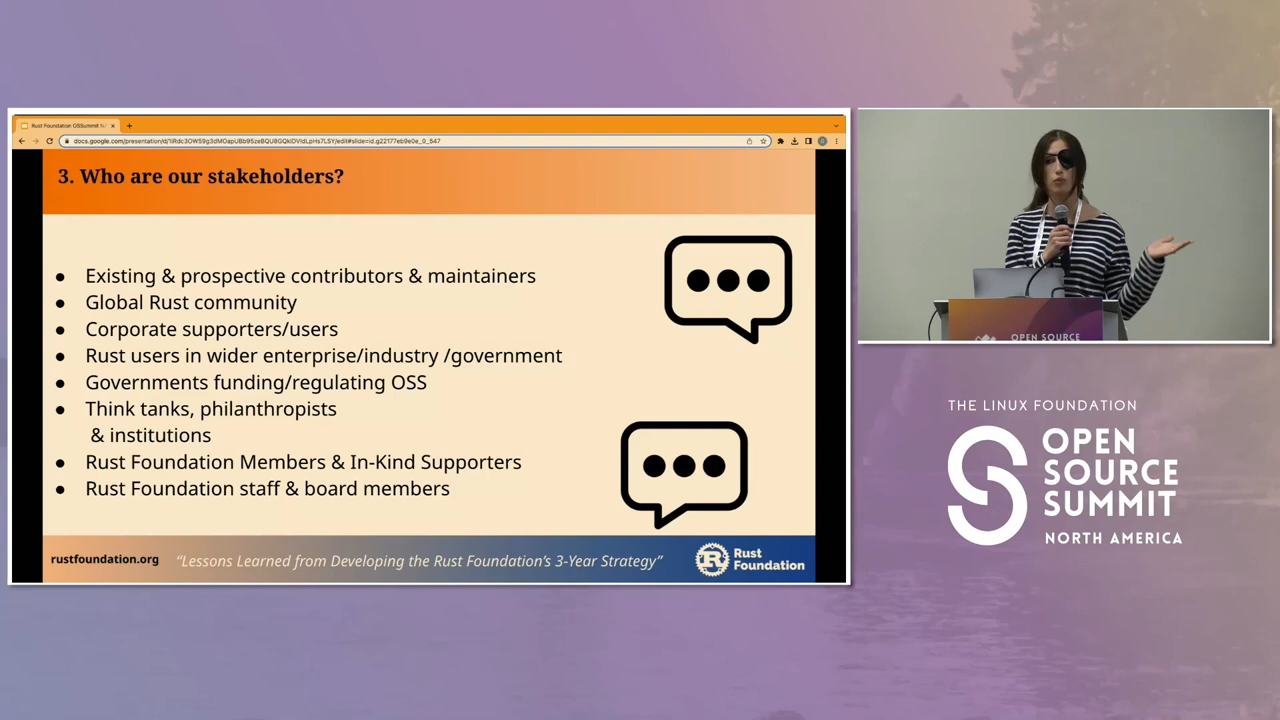 Rust Foundation OSSummit
3. Who are our stakeholders?
● Existing & prospective contributors & maintainers
● Global Rust community
● Corporate supporters/users
● Rust users in wider enterprise/industry /government
● Governments funding/regulating OSS
● Think tanks, philanthropists
& institutions
● Rust Foundation Members & In-Kind Supporters
● Rust Foundation staff & board members
rustfoundation.org
“Lessons Learned from Developing the Rust Foundation’s 3-Year Strategy”
Rust
Foundation
OPEN SOURCE
THE LINUX FOUNDATION
OPEN
SOURCE
SUMMIT
NORTH AMERICA